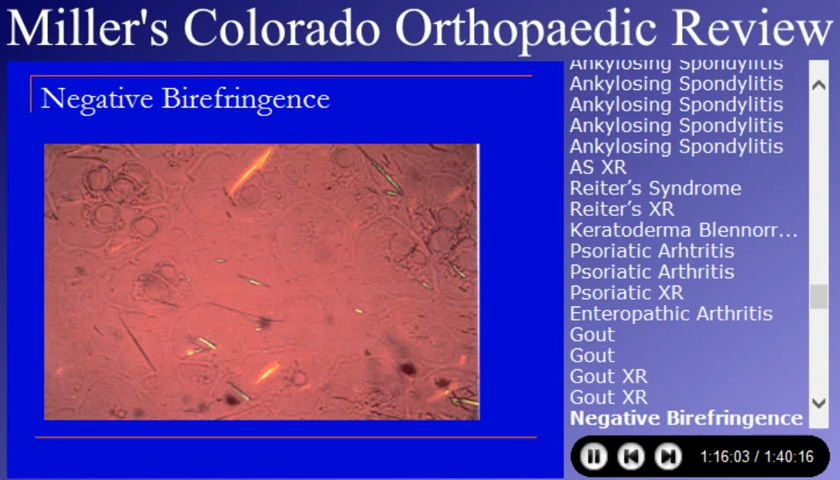 Miller's Colorado Orthopaedic Review
Negative Birefringence
Ankylosing Spondylitis
Ankylosing Spondylitis
Ankylosing Spondylitis
Ankylosing Spondylitis
Ankylosing Spondylitis
AS XR
Reiter’s Syndrome
Reiter’s XR
Keratoderma Blennorr...
Psoriatic Arhtritis
Psoriatic Arthritis
Psoriatic XR
Enteropathic Arthritis
Gout
Gout
Gout XR
Gout XR
Negative Birefringence
1:16:03 / 1:40:16